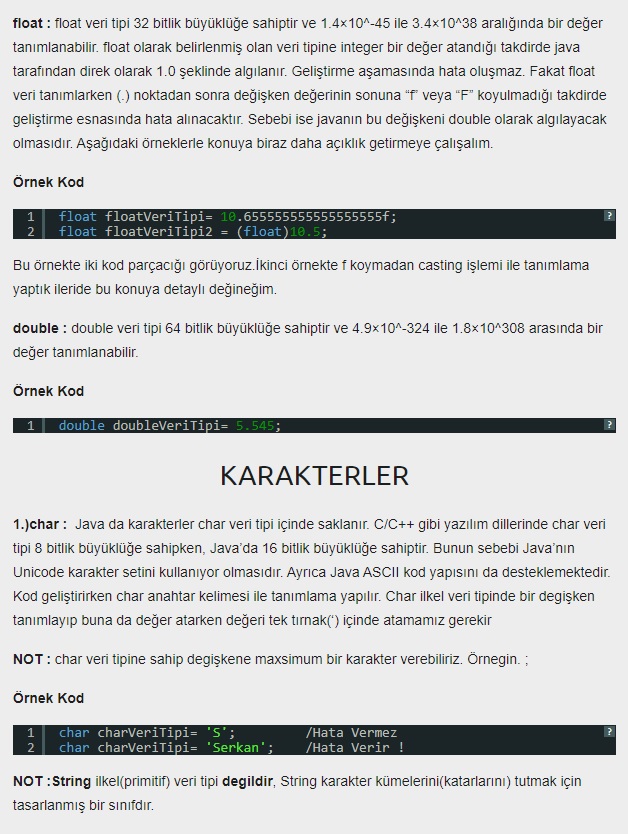 float : float veri tipi 32 bitlik büyüklüğe sahiptir ve 1.4×10^-45 ile 3.4×10^38 aralığında bir değer
tanımlanabilir. float olarak belirlenmiş olan veri tipine integer bir değer atandığı takdirde java
tarafından direk olarak 1.0 şeklinde algılanır. Geliştirme aşamasında hata oluşmaz. Fakat float
veri tanımlarken (.) noktadan sonra değişken değerinin sonuna “f” veya “F” koyulmadığı takdirde
geliştirme esnasında hata alınacaktır. Sebebi ise javanın bu değişkeni double olarak algılayacak
olmasıdır. Aşağıdaki örneklerle konuya biraz daha açıklık getirmeye çalışalım.
Örnek Kod
1 float floatVeriTipi= 10.655555555555555555f; ?
2 float floatVeriTipi2 = (float)10.5;
Bu örnekte iki kod parçacığı görüyoruz.İkinci örnekte f koymadan casting işlemi ile tanımlama
yaptık ileride bu konuya detaylı değineğim.
double : double veri tipi 64 bitlik büyüklüğe sahiptir ve 4.9×10^-324 ile 1.8×10^308 arasında bir
değer tanımlanabilir.
Örnek Kod
1 double doubleVeriTipi= 5.545; ?
KARAKTERLER
1.)char : Java da karakterler char veri tipi içinde saklanır. C/C++ gibi yazılım dillerinde char veri
tipi 8 bitlik büyüklüğe sahipken, Java’da 16 bitlik büyüklüğe sahiptir. Bunun sebebi Java’nın
Unicode karakter setini kullanıyor olmasıdır. Ayrıca Java ASCII kod yapısını da desteklemektedir.
Kod geliştirirken char anahtar kelimesi ile tanımlama yapılır. Char ilkel veri tipinde bir degişken
tanımlayıp buna da değer atarken değeri tek tırnak(‘) içinde atamamız gerekir
NOT : char veri tipine sahip degişkene maxsimum bir karakter verebiliriz. Örnegin. ;
Örnek Kod
1 char charVeriTipi= 'S'; /Hata Vermez ?
2 char charVeriTipi= 'Serkan'; /Hata Verir !
NOT :String ilkel(primitif) veri tipi degildir, String karakter kümelerini(katarlarını) tutmak için
tasarlanmış bir sınıfdır.